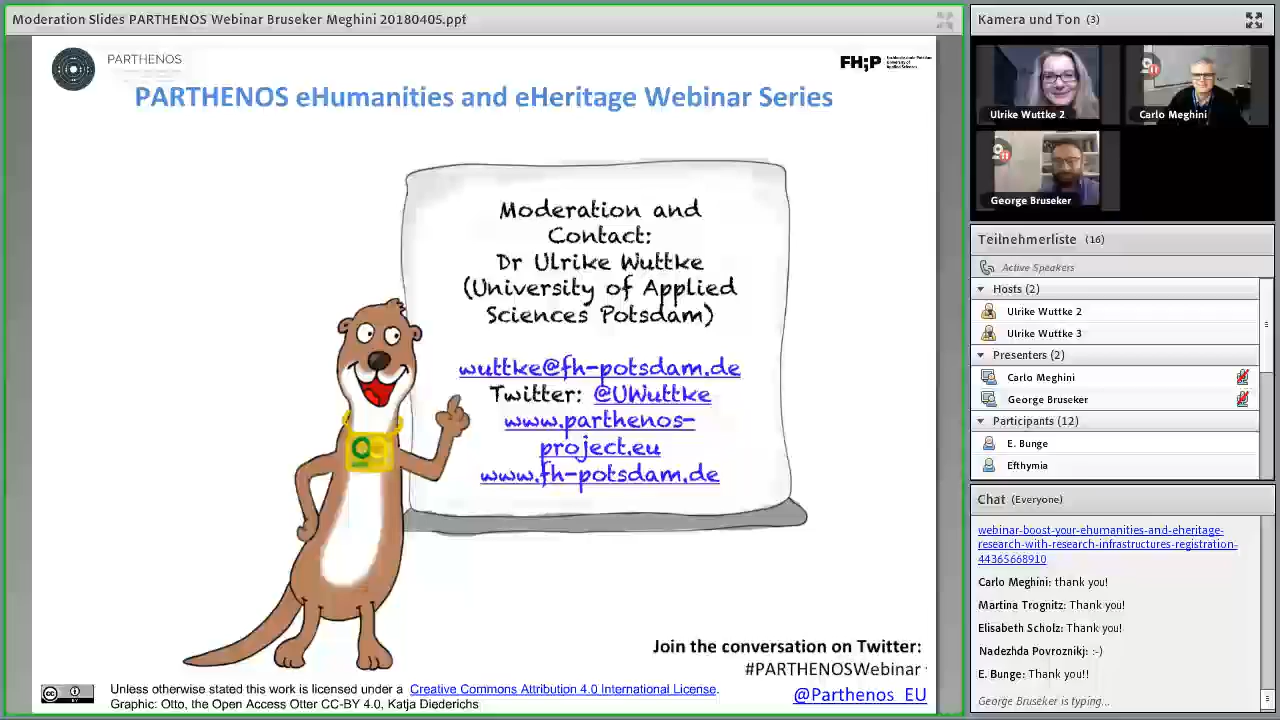 Moderation Slides PARTHENOS Webinar Bruseker Meghini 20180405.ppt
PARTHENOS
FH;P
University of
Applied Sciences
PARTHENOS eHumanities and eHeritage Webinar Series
Moderation and
Contact:
Dr Ulrike Wuttke
(University of Applied
Sciences Potsdam)
wuttke@fh-potsdam.de
Twitter: @UWuttke
www.parthenos-
project.eu
www.fh-potsdam.de
Join the conversation on Twitter:
#PARTHENOSWebinar
@Parthenos_EU
Unless otherwise stated this work is licensed under a Creative Commons Attribution 4.0 International License.
Graphic: Otto, the Open Access Otter CC-BY 4.0, Katja Diederichs
Kamera und Ton (3)
Ulrike Wuttke 2
Carlo Meghini
George Bruseker
Teilnehmerliste (16)
Active Speakers
Hosts (2)
Ulrike Wuttke 2
Ulrike Wuttke 3
Presenters (2)
Carlo Meghini
George Bruseker
Participants (12)
E. Bunge
Efthymia
Chat (Everyone)
webinar-boost-your-ehumanities-and-eheritage-
research-with-research-infrastructures-registration-
44365668910
Carlo Meghini: thank you!
Martina Trognitz: Thank you!
Elisabeth Scholz: Thank you!
Nadezhda Povroznikj: :-)
E. Bunge: Thank you!!
George Bruseker is typing...